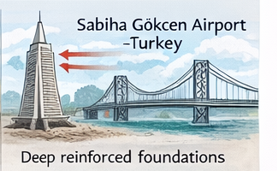 Sabiha Gökcen Airport
–Turkey
Deep reinforced foundations